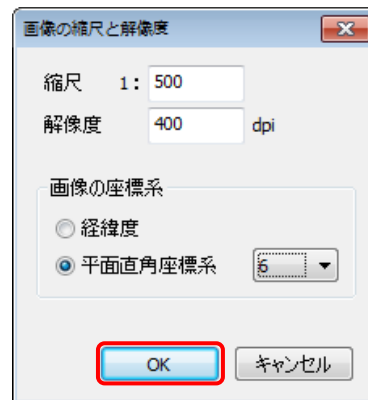 画像の縮尺と解像度
縮尺 1: 500
解像度 400 dpi
画像の座標系
経緯度
平面直角座標系 6
OK キャンセル